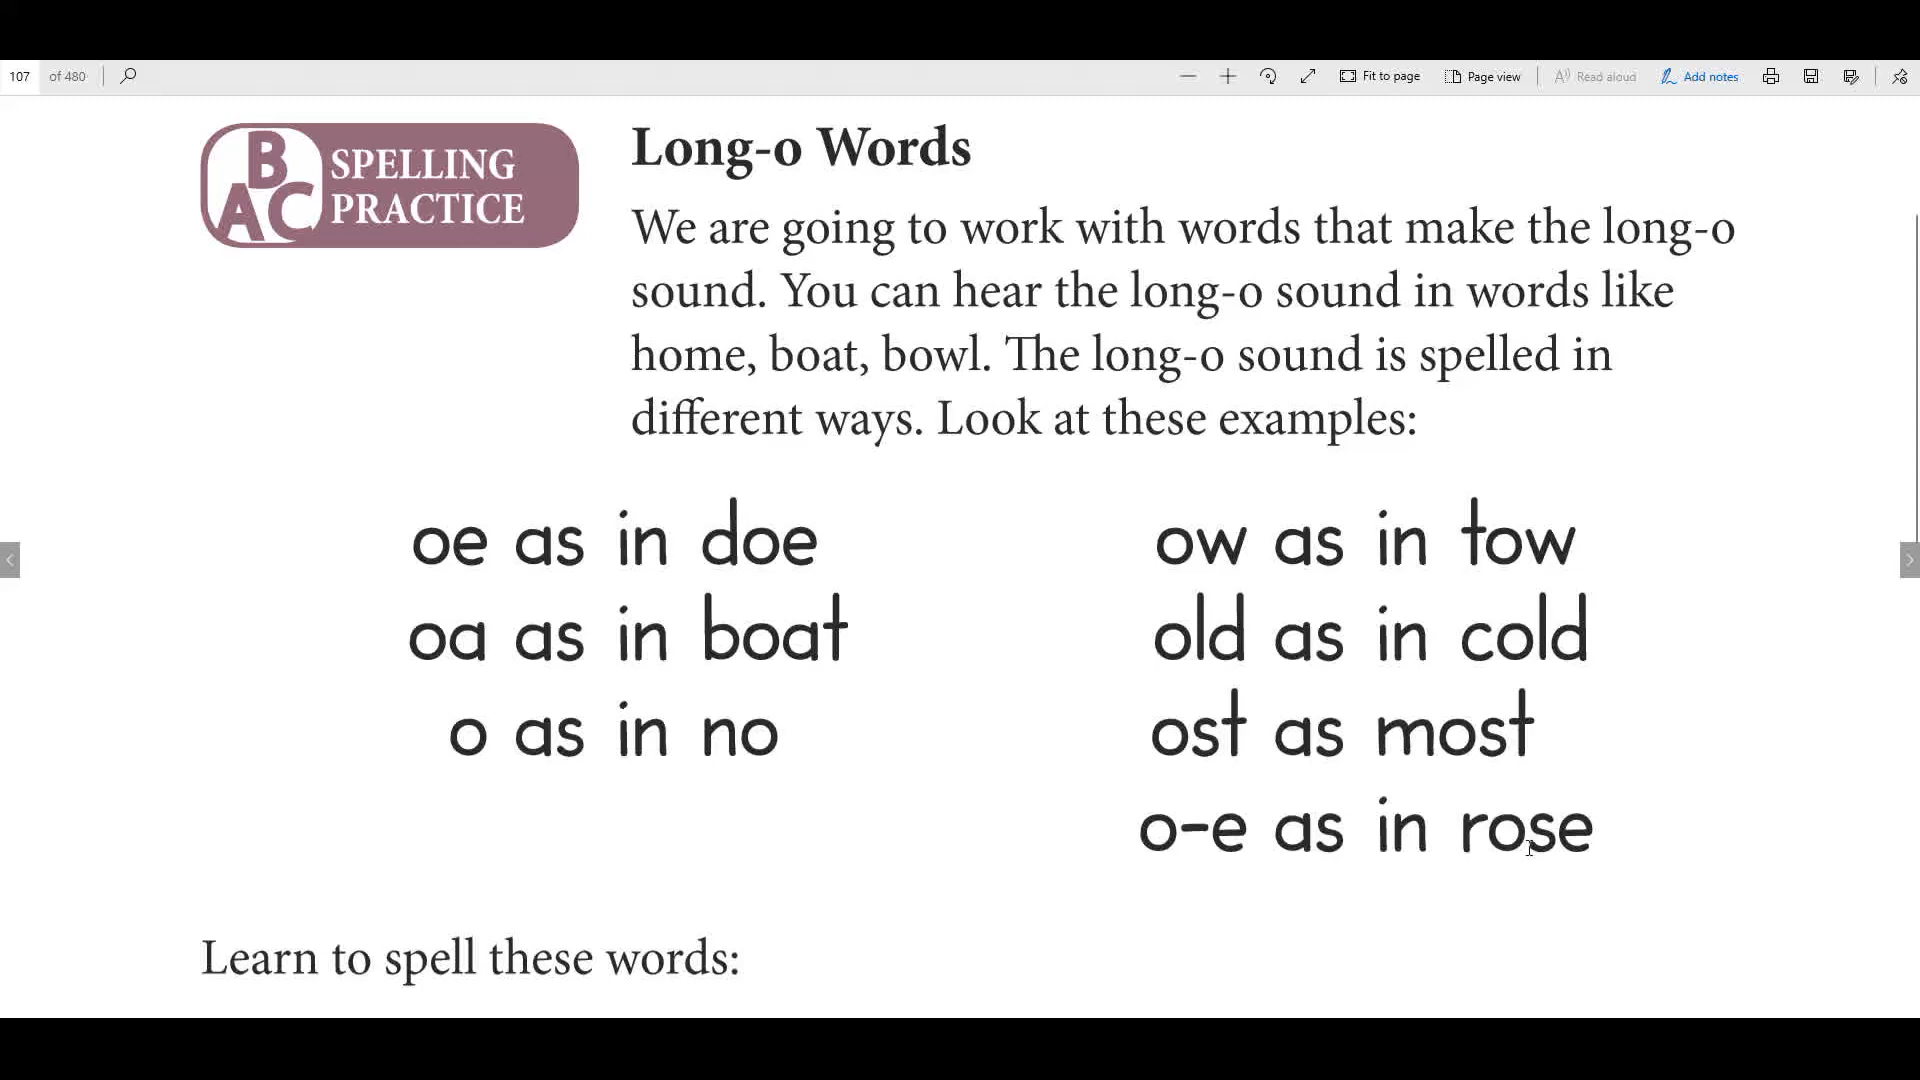 107 of 480 Fit to page Page view Read aloud Add notes
B
AC
SPELLING
PRACTICE
Long-o Words
We are going to work with words that make the long-o
sound. You can hear the long-o sound in words like
home, boat, bowl. The long-o sound is spelled in
different ways. Look at these examples:
oe as in doe
oa as in boat
o as in no
ow as in tow
old as in cold
ost as most
o-e as in rose
Learn to spell these words: